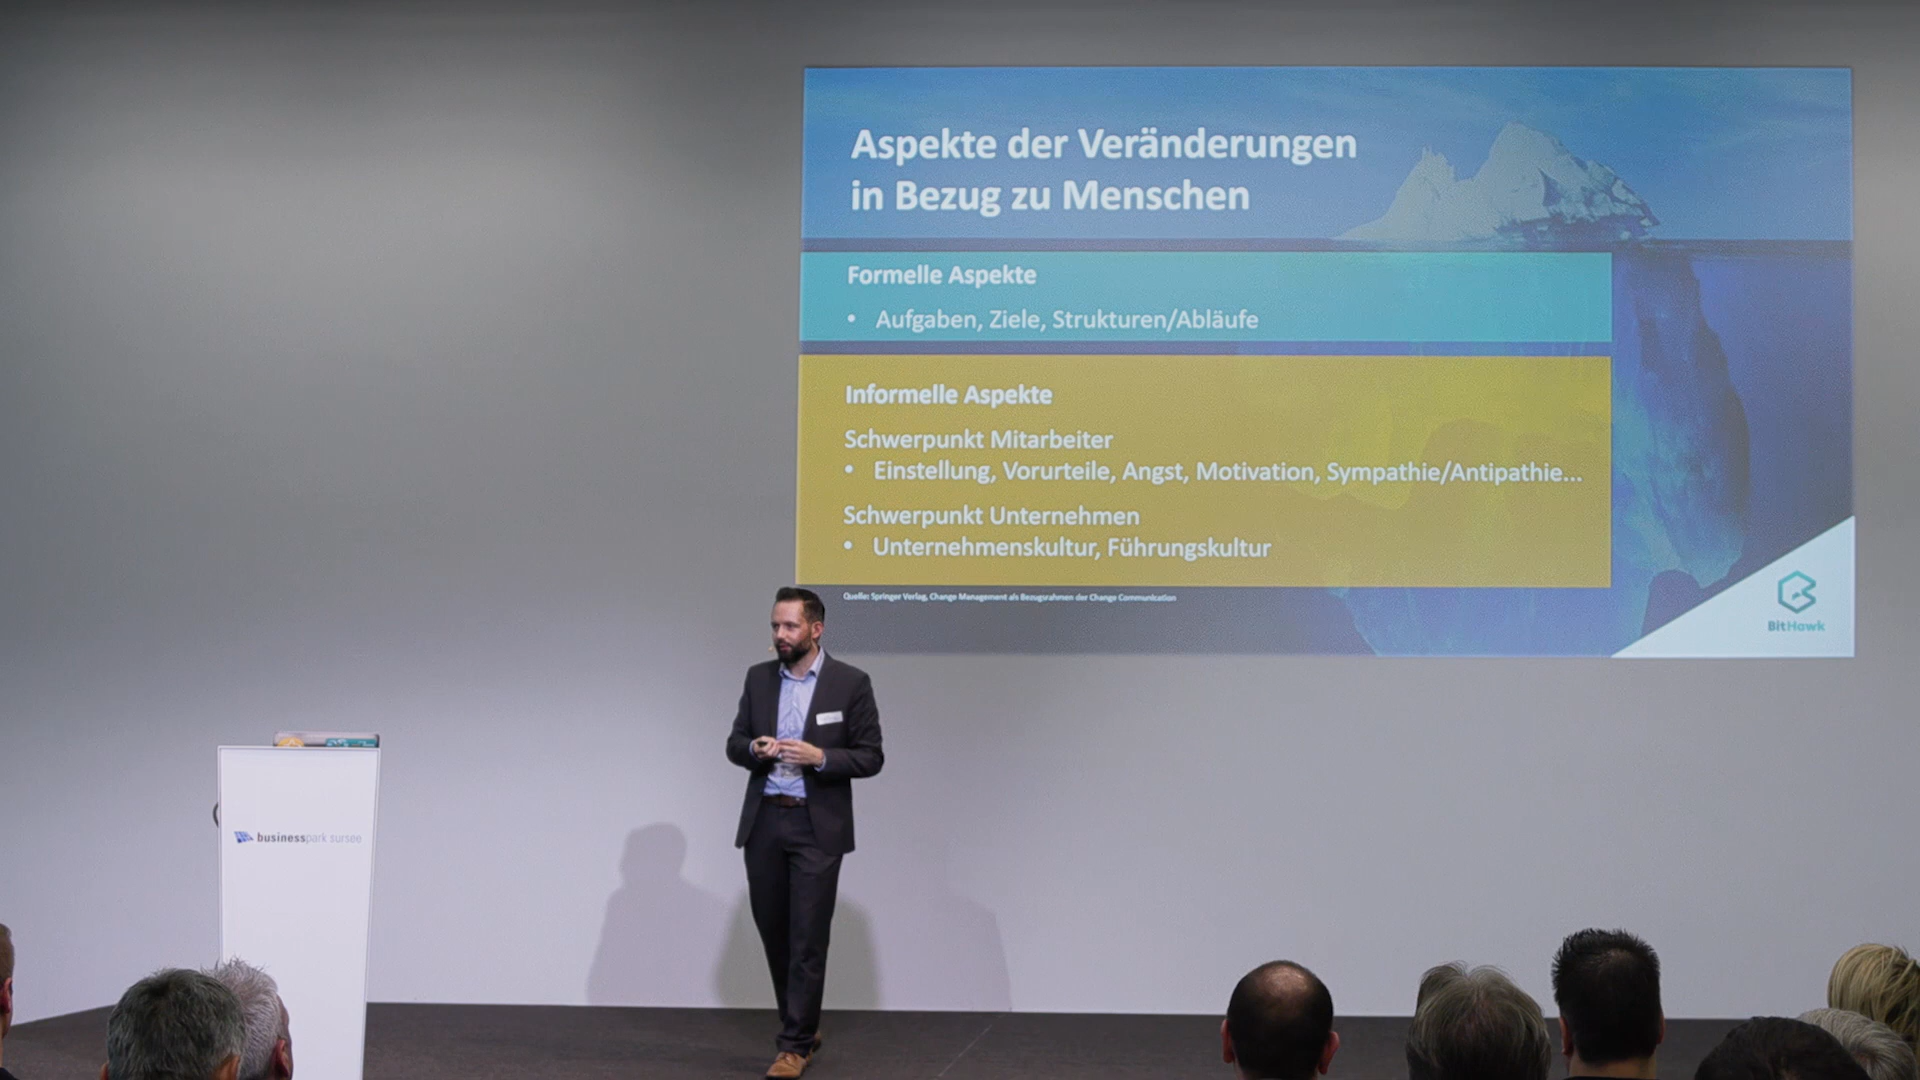 Aspekte der Veränderungen
in Bezug zu Menschen
Formelle Aspekte
• Aufgaben, Ziele, Strukturen/Abläufe
Informelle Aspekte
Schwerpunkt Mitarbeiter
• Einstellung, Vorurteile, Angst, Motivation, Sympathie/Antipathie...
Schwerpunkt Unternehmen
• Unternehmenskultur, Führungskultur
Quelle: Springer Verlag, Change Management als Bezugsrahmen der Change Communication
BitHawk
businesspark sursee